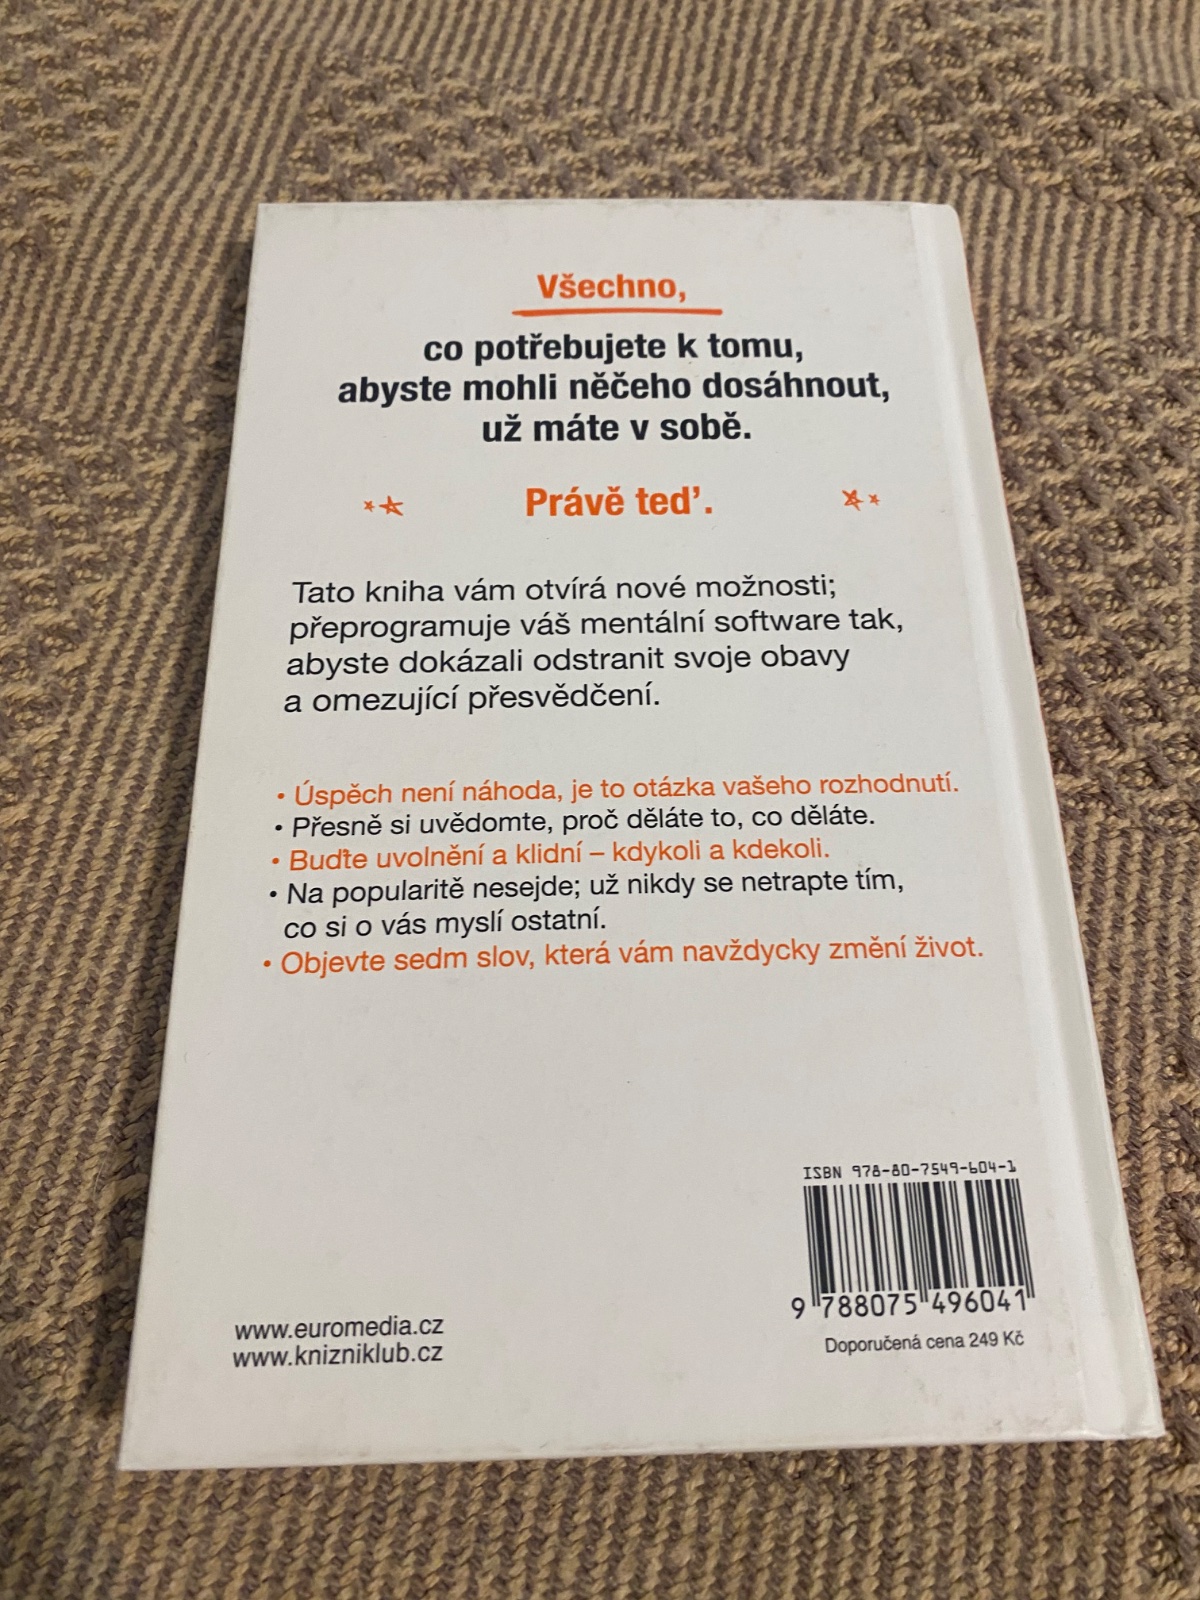 Všechno,
co potřebujete k tomu,
abyste mohli něčeho dosáhnout,
už máte v sobě.
Právě teď.
Tato kniha vám otvírá nové možnosti;
přeprogramuje váš mentální software tak,
abyste dokázali odstranit svoje obavy
a omezující přesvědčení.
• Úspěch není náhoda, je to otázka vašeho rozhodnutí.
• Přesně si uvědomte, proč děláte to, co děláte.
• Buďte uvolnění a klidní – kdykoli a kdekoli.
• Na popularitě nesejde; už nikdy se netrapte tím,
co si o vás myslí ostatní.
• Objevte sedm slov, která vám navždycky změní život.
ISBN 978-80-7549-604-1
9 788075 496041
Doporučená cena 249 Kč
www.euromedia.cz
www.knizniklub.cz